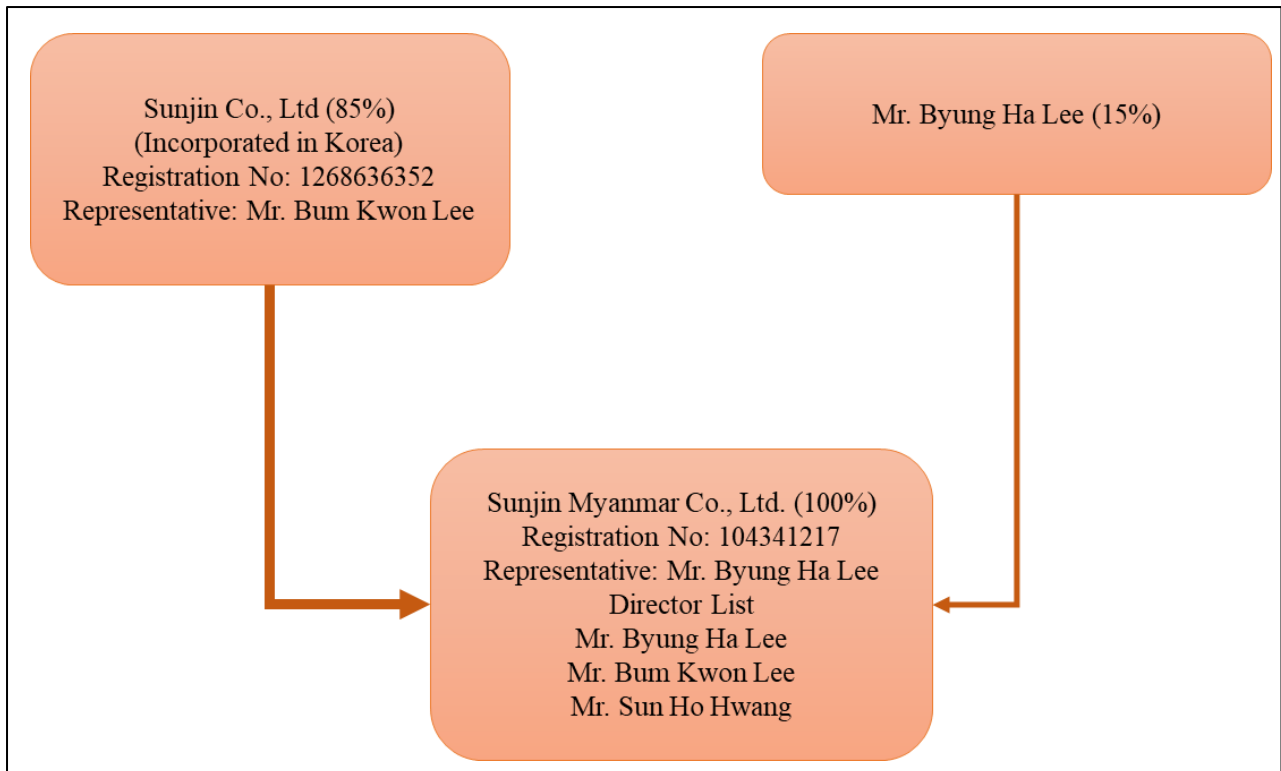 Sunjin Co., Ltd (85%)
(Incorporated in Korea)
Registration No: 1268636352
Representative: Mr. Bum Kwon Lee
Mr. Byung Ha Lee (15%)
Sunjin Myanmar Co., Ltd. (100%)
Registration No: 104341217
Representative: Mr. Byung Ha Lee
Director List
Mr. Byung Ha Lee
Mr. Bum Kwon Lee
Mr. Sun Ho Hwang